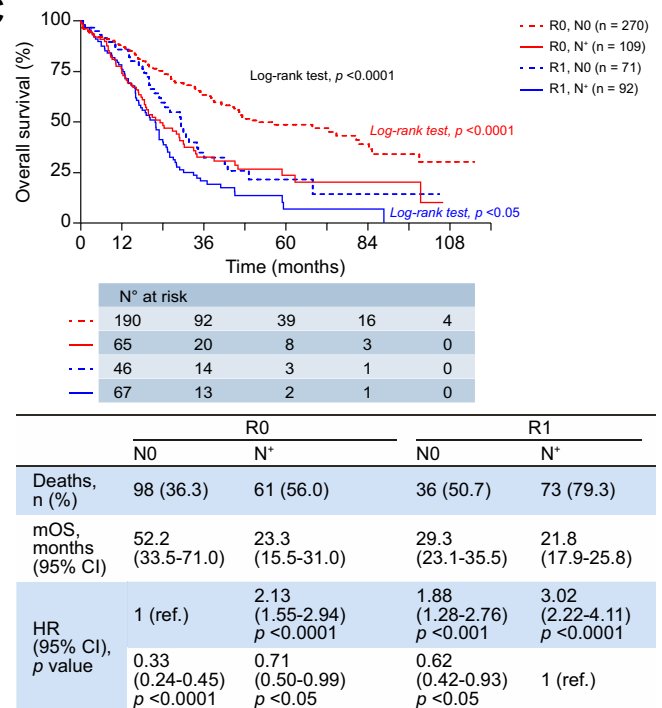 C
100
75
50
25
0
Overall survival (%)
0 12 36 60 84 108
Time (months)
Log-rank test, p <0.0001
Log-rank test, p <0.0001
Log-rank test, p <0.05
R0, N0 (n = 270)
R0, N+ (n = 109)
R1, N0 (n = 71)
R1, N+ (n = 92)
N° at risk
190 92 39 16 4
65 20 8 3 0
46 14 3 1 0
67 13 2 1 0
R0 R1
N0 N+ N0 N+
Deaths,
n (%)
98 (36.3) 61 (56.0) 36 (50.7) 73 (79.3)
mOS,
months
(95% CI)
52.2 23.3 29.3 21.8
(33.5-71.0) (15.5-31.0) (23.1-35.5) (17.9-25.8)
HR
(95% CI),
p value
1 (ref.) 2.13 1.88 3.02
(1.55-2.94) (1.28-2.76) (2.22-4.11)
p <0.0001 p <0.001 p <0.0001
0.33 0.71 0.62 1 (ref.)
(0.24-0.45) (0.50-0.99) (0.42-0.93)
p <0.0001 p <0.05 p <0.05